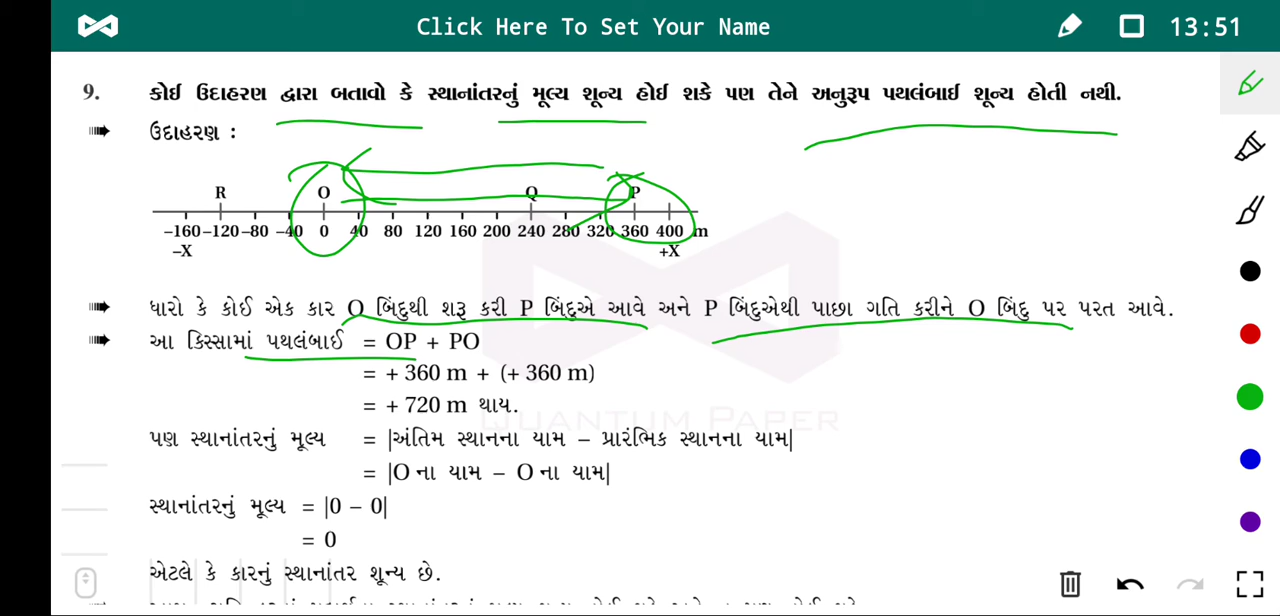 Click Here To Set Your Name 13:51
9. કોઈ ઉદાહરણ દ્વારા બતાવો કે સ્થાનાંતરનું મૂલ્ય શૂન્ય હોઈ શકે પણ તેને અનુરૂપ પથલંબાઈ શૂન્ય હોતી નથી.
➠ ઉદાહરણ :
R O Q P
–160 –120 –80 –40 0 40 80 120 160 200 240 280 320 360 400 m
–X +X
➠ ધારો કે કોઈ એક કાર O બિંદુથી શરૂ કરી P બિંદુએ આવે અને P બિંદુએથી પાછા ગતિ કરીને O બિંદુ પર પરત આવે.
➠ આ કિસ્સામાં પથલંબાઈ = OP + PO
= + 360 m + (+ 360 m)
= + 720 m થાય.
QUANTUM PAPER
પણ સ્થાનાંતરનું મૂલ્ય = |અંતિમ સ્થાનના યામ – પ્રારંભિક સ્થાનના યામ|
= |O ના યામ – O ના યામ|
સ્થાનાંતરનું મૂલ્ય = |0 – 0|
= 0
એટલે કે કારનું સ્થાનાંતર શૂન્ય છે.